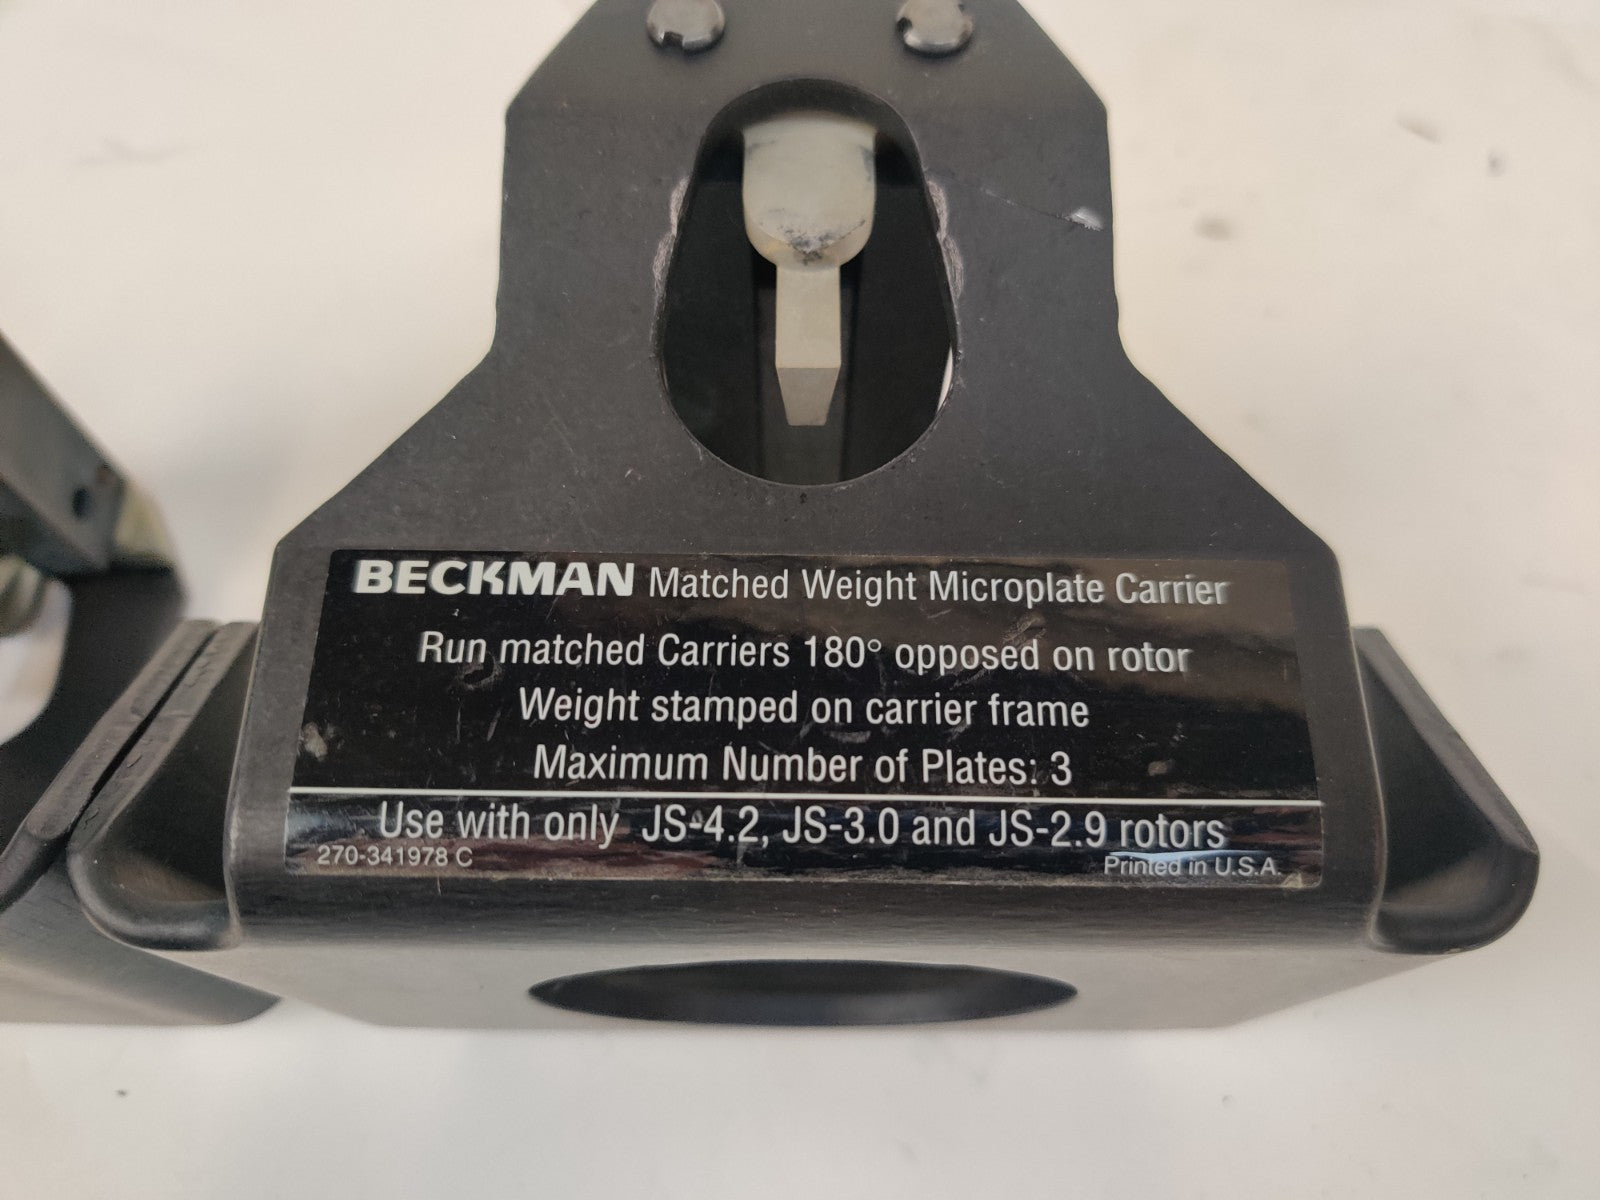 BECKMAN Matched Weight Microplate Carrier
Run matched Carriers 180° opposed on rotor
Weight stamped on carrier frame
Maximum Number of Plates: 3
Use with only JS-4.2, JS-3.0 and JS-2.9 rotors
270-341978 C Printed in U.S.A.